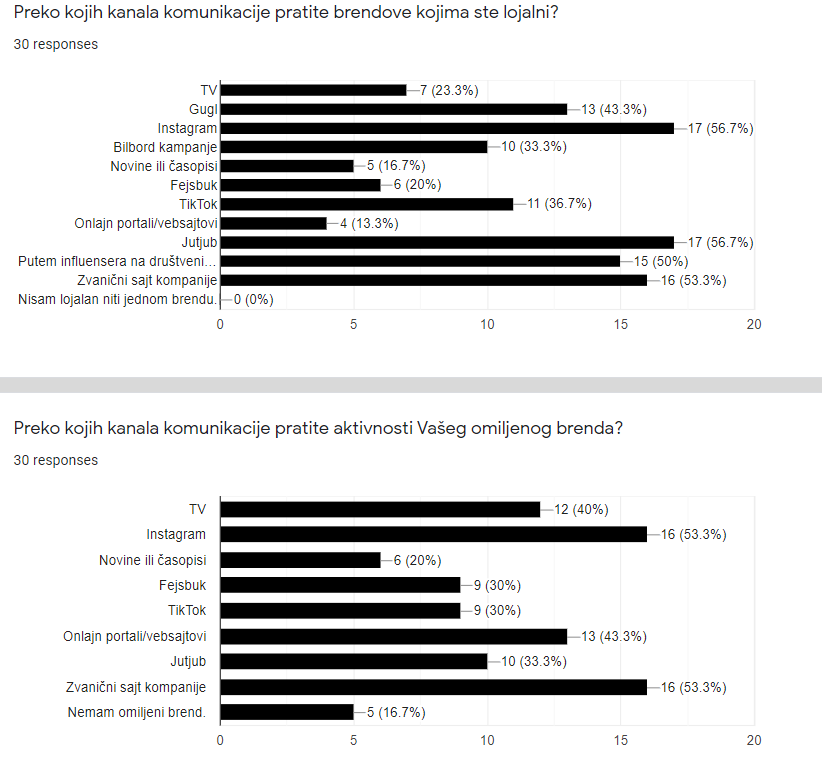 Preko kojih kanala komunikacije pratite brendove kojima ste lojalni?
30 responses
TV 7 (23.3%)
Gugl 13 (43.3%)
Instagram 17 (56.7%)
Bilbord kampanje 10 (33.3%)
Novine ili časopisi 5 (16.7%)
Fejsbuk 6 (20%)
TikTok 11 (36.7%)
Onlajn portali/vebsajtovi 4 (13.3%)
Jutjub 17 (56.7%)
Putem influensera na društveni... 15 (50%)
Zvanični sajt kompanije 16 (53.3%)
Nisam lojalan niti jednom brendu. 0 (0%)
0 5 10 15 20
Preko kojih kanala komunikacije pratite aktivnosti Vašeg omiljenog brenda?
30 responses
TV 12 (40%)
Instagram 16 (53.3%)
Novine ili časopisi 6 (20%)
Fejsbuk 9 (30%)
TikTok 9 (30%)
Onlajn portali/vebsajtovi 13 (43.3%)
Jutjub 10 (33.3%)
Zvanični sajt kompanije 16 (53.3%)
Nemam omiljeni brend. 5 (16.7%)
0 5 10 15 20